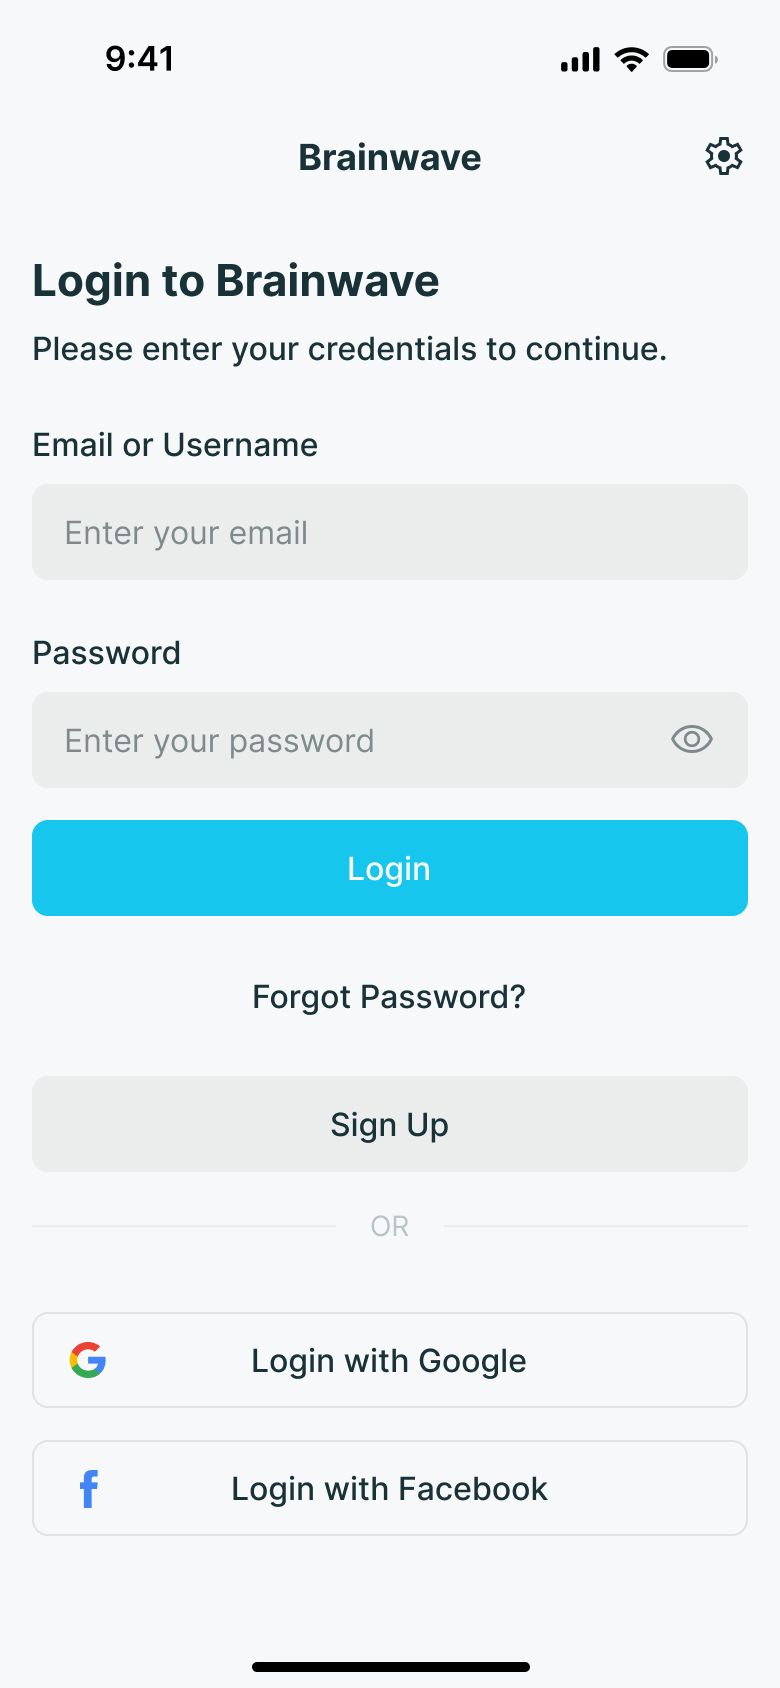 9:41
Brainwave
Login to Brainwave
Please enter your credentials to continue.
Email or Username
Enter your email
Password
Enter your password
Login
Forgot Password?
Sign Up
OR
Login with Google
Login with Facebook